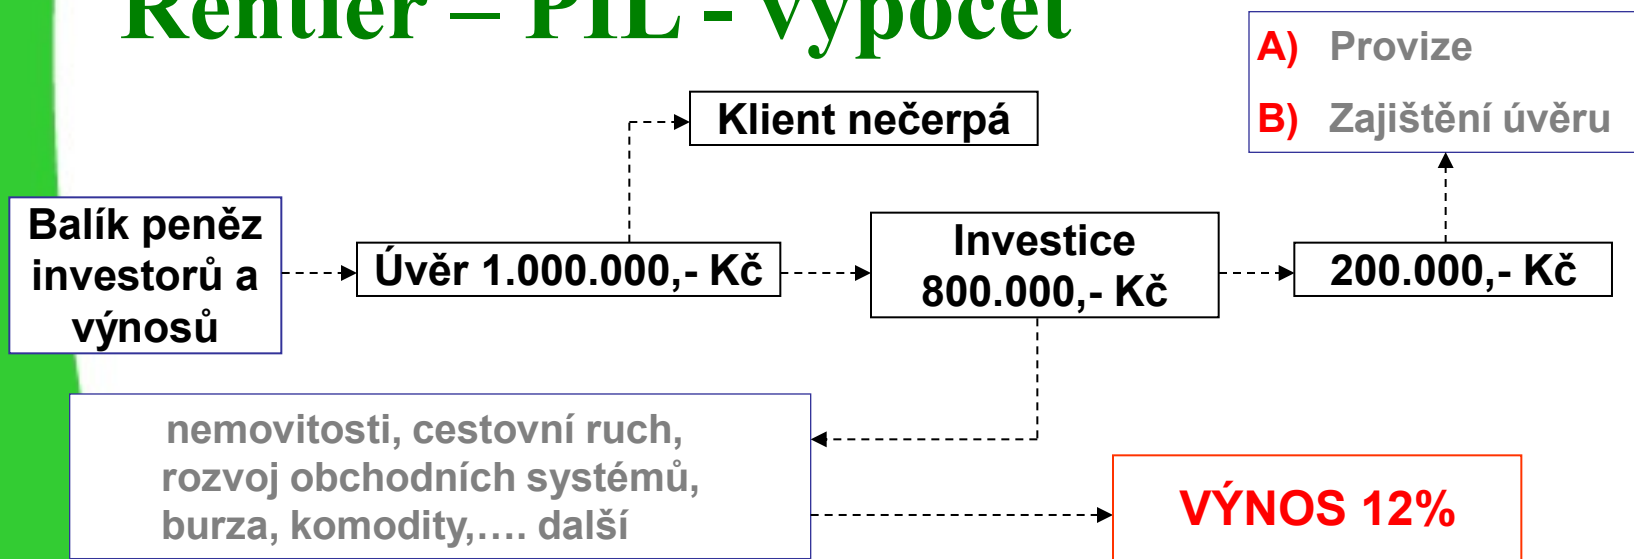 Rentiér – PIL - výpočet
A) Provize
B) Zajištění úvěru
Klient nečerpá
Balík peněz
investorů a
výnosů
Úvěr 1.000.000,- Kč
Investice
800.000,- Kč
200.000,- Kč
nemovitosti, cestovní ruch,
rozvoj obchodních systémů,
burza, komodity,…. další
VÝNOS 12%